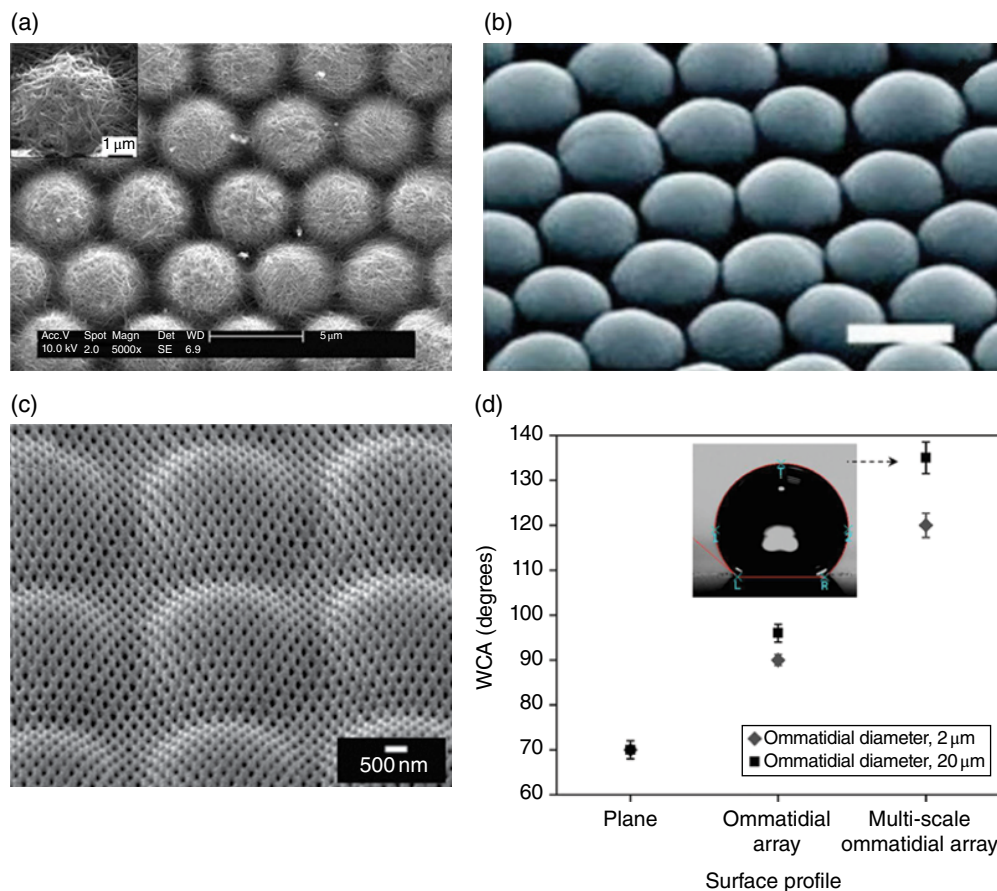 (a)
1 μm
Acc.V Spot Magn Det WD
10.0 kV 2.0 5000x SE 6.9
5 μm
(b)
(c)
500 nm
(d)
140
130
120
110
100
90
80
70
60
WCA (degrees)
T
L
R
Ommatidial diameter, 2 μm
Ommatidial diameter, 20 μm
Plane
Ommatidial
array
Multi-scale
ommatidial array
Surface profile